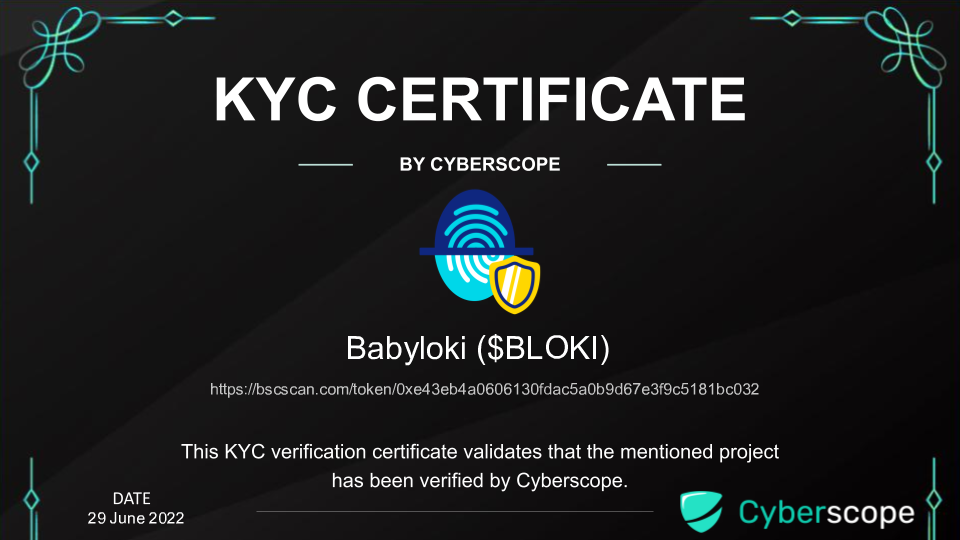 KYC CERTIFICATE
BY CYBERSCOPE
Babyloki ($BLOKI)
https://bscscan.com/token/0xe43eb4a0606130fdac5a0b9d67e3f9c5181bc032
This KYC verification certificate validates that the mentioned project
has been verified by Cyberscope.
DATE
29 June 2022
Cyberscope